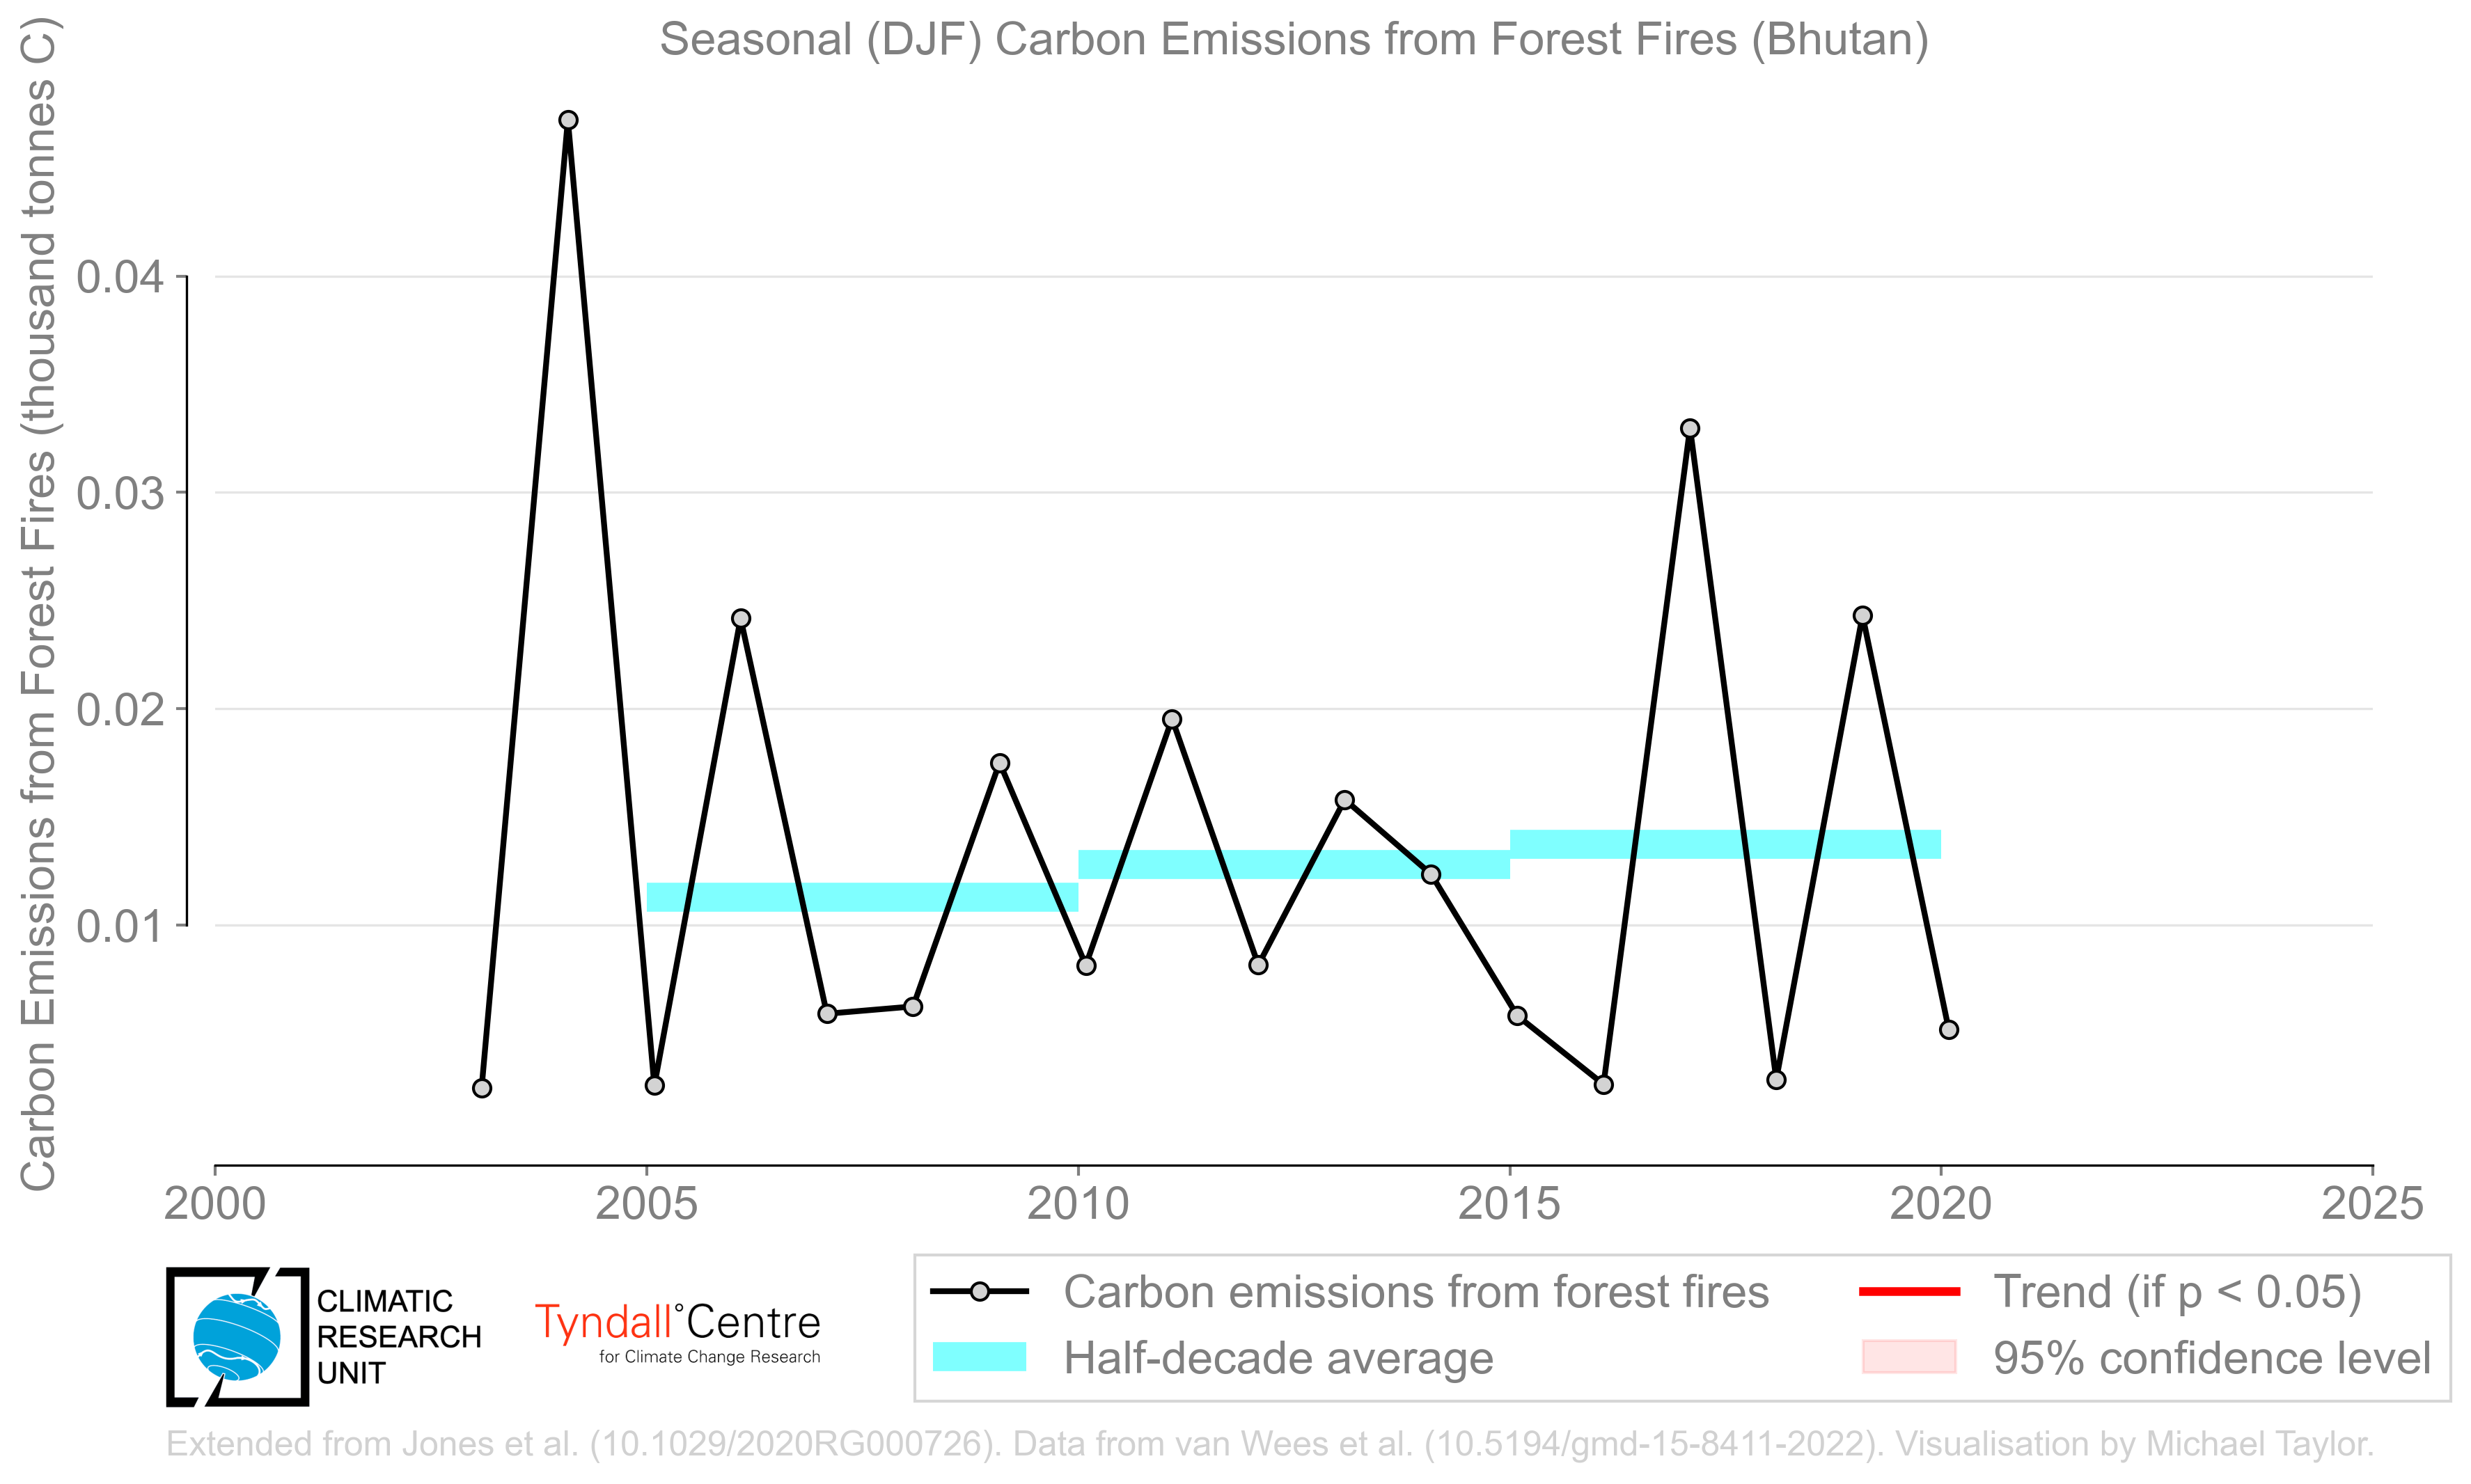 Seasonal (DJF) Carbon Emissions from Forest Fires (Bhutan)
Carbon Emissions from Forest Fires (thousand tonnes C)
0.04
0.03
0.02
0.01
2000 2005 2010 2015 2020 2025
CLIMATIC
RESEARCH
UNIT
Tyndall°Centre
for Climate Change Research
Carbon emissions from forest fires
Half-decade average
Trend (if p < 0.05)
95% confidence level
Extended from Jones et al. (10.1029/2020RG000726). Data from van Wees et al. (10.5194/gmd-15-8411-2022). Visualisation by Michael Taylor.